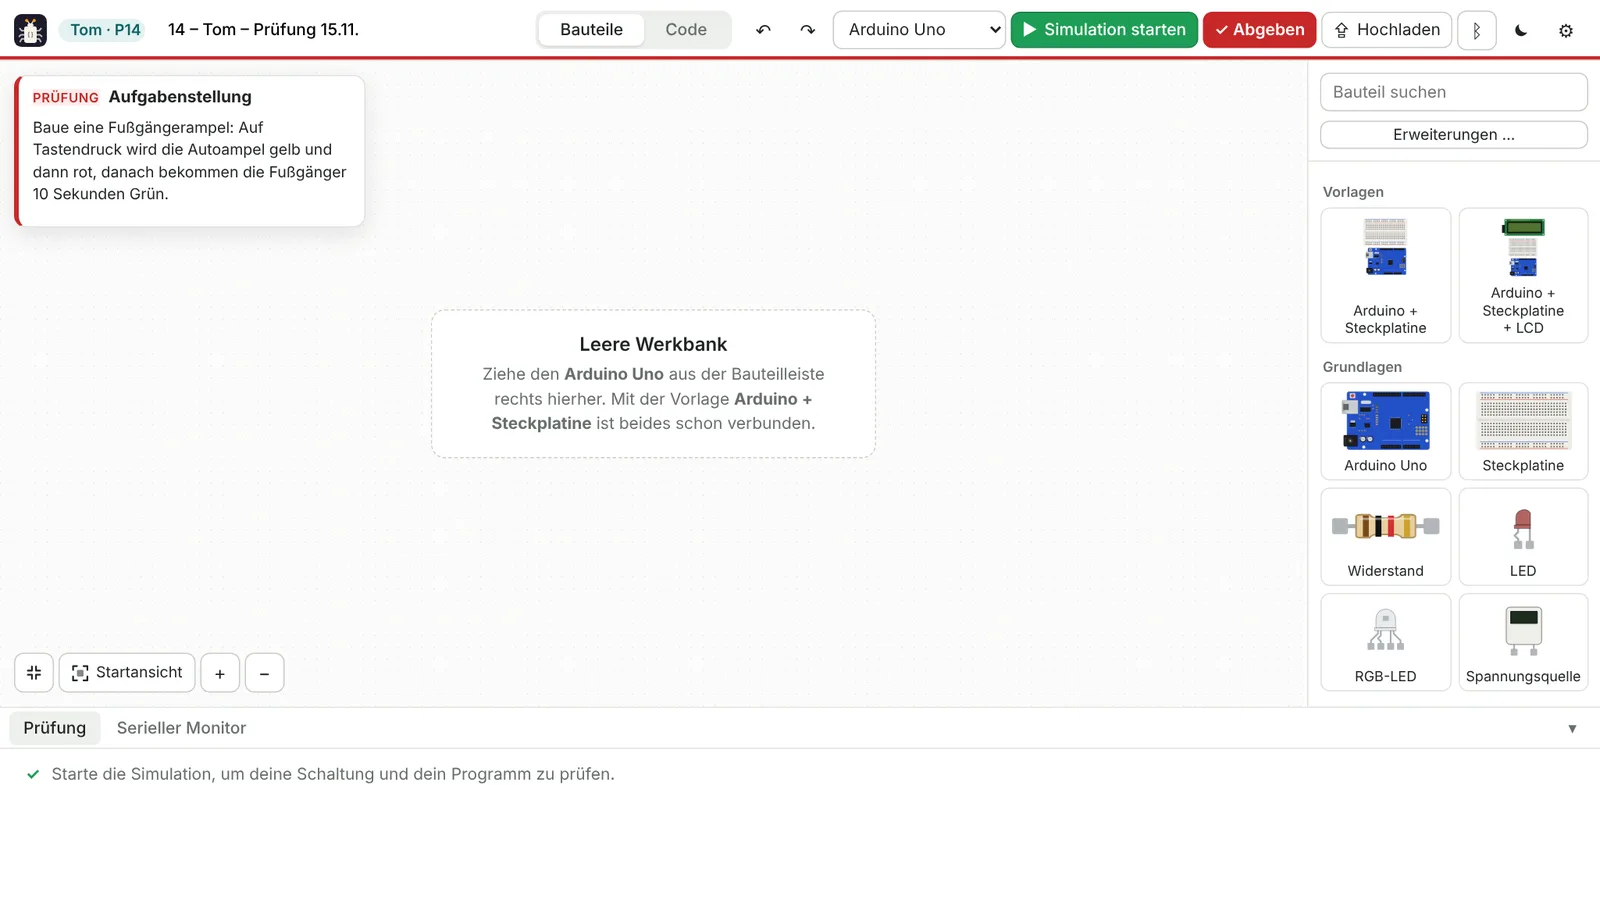 Tom · P14
14 – Tom – Prüfung 15.11.
Bauteile
Code
Arduino Uno
Simulation starten
Abgeben
Hochladen
PRÜFUNG Aufgabenstellung
Baue eine Fußgängerampel: Auf
Tastendruck wird die Autoampel gelb und
dann rot, danach bekommen die Fußgänger
10 Sekunden Grün.
Leere Werkbank
Ziehe den Arduino Uno aus der Bauteilleiste
rechts hierher. Mit der Vorlage Arduino +
Steckplatine ist beides schon verbunden.
Startansicht
+
−
Bauteil suchen
Erweiterungen ...
Vorlagen
Arduino +
Steckplatine
Arduino +
Steckplatine
+ LCD
Grundlagen
Arduino Uno
Steckplatine
Widerstand
LED
RGB-LED
Spannungsquelle
Prüfung
Serieller Monitor
Starte die Simulation, um deine Schaltung und dein Programm zu prüfen.